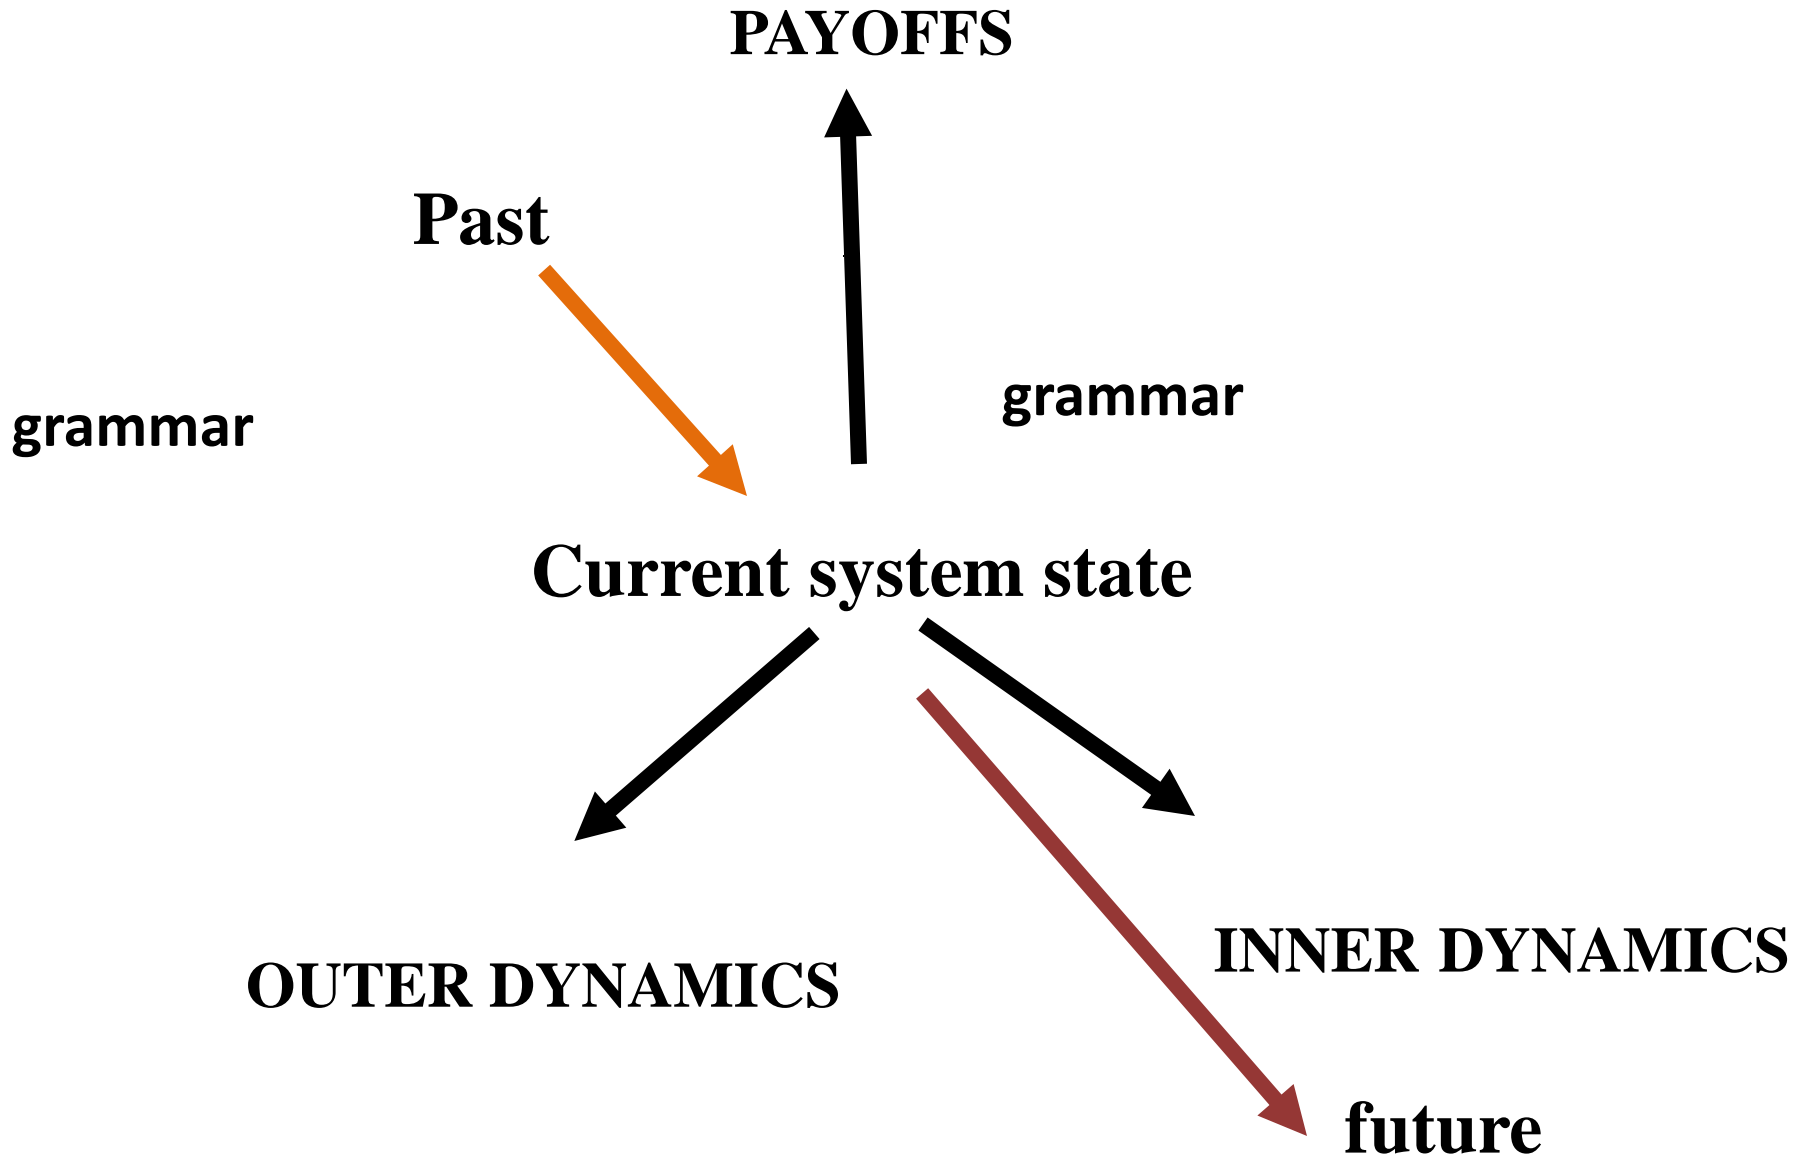 PAYOFFS
Past
grammar
grammar
Current system state
OUTER DYNAMICS
INNER DYNAMICS
future